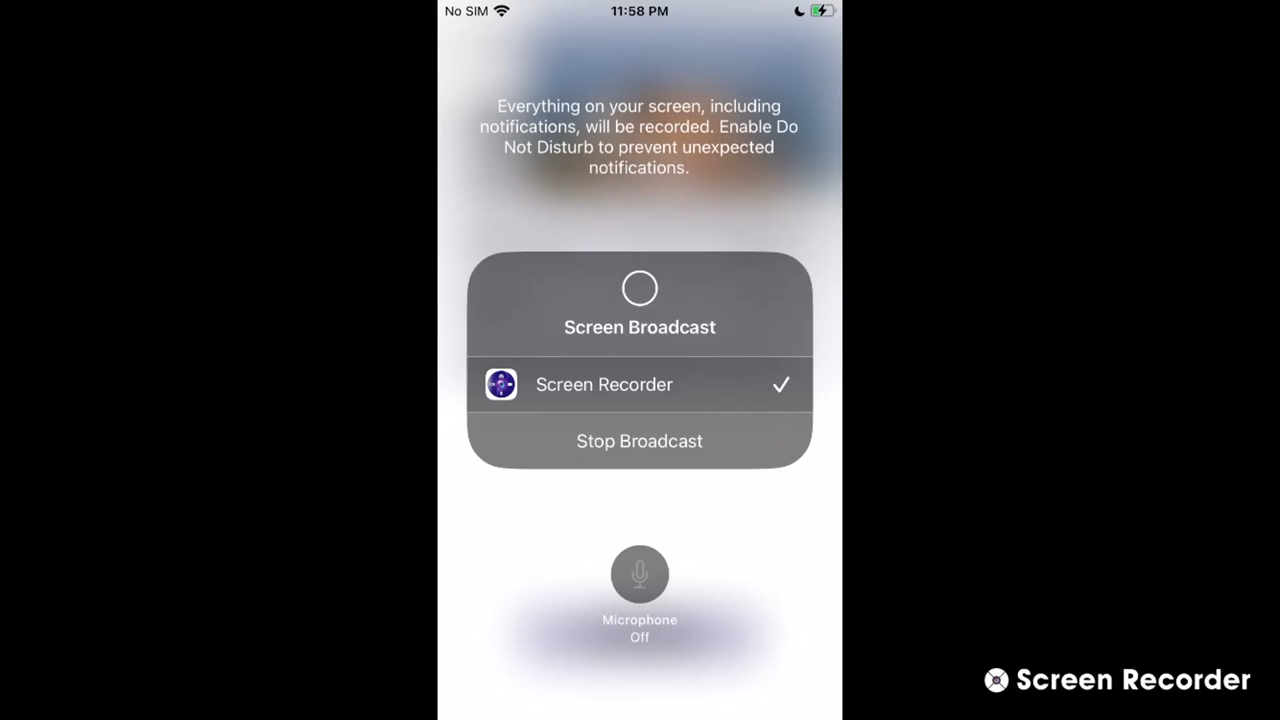 No SIM
11:58 PM
Everything on your screen, including
notifications, will be recorded. Enable Do
Not Disturb to prevent unexpected
notifications.
Screen Broadcast
Screen Recorder
Stop Broadcast
Microphone
Off
Screen Recorder